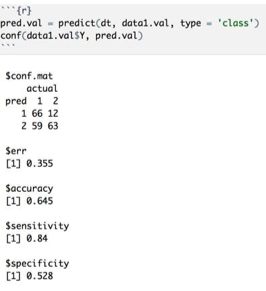 ```{r}
pred.val = predict(dt, data1.val, type = 'class')
conf(data1.val$Y, pred.val)
```
$conf.mat
actual
pred 1 2
1 66 12
2 59 63
$err
[1] 0.355
$accuracy
[1] 0.645
$sensitivity
[1] 0.84
$specificity
[1] 0.528